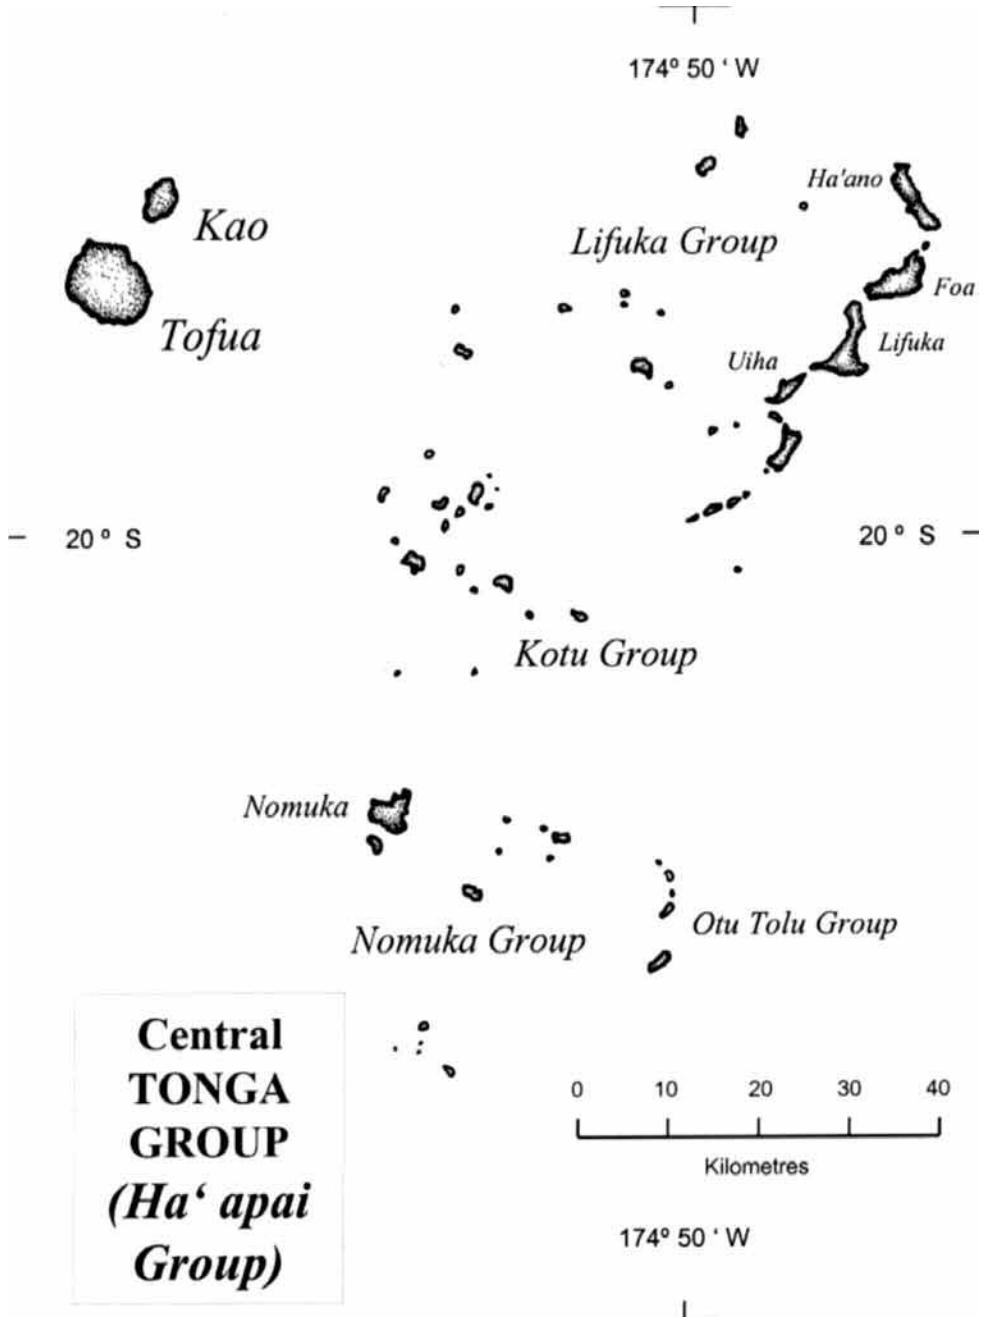 174º 50 ' W
Ha'ano
Kao
Lifuka Group
Foa
Tofua
Lifuka
Uiha
20 º S
20 º S
Kotu Group
Nomuka
Otu Tolu Group
Nomuka Group
Central
TONGA
GROUP
(Ha‘ apai
Group)
0 10 20 30 40
Kilometres
174º 50 ' W